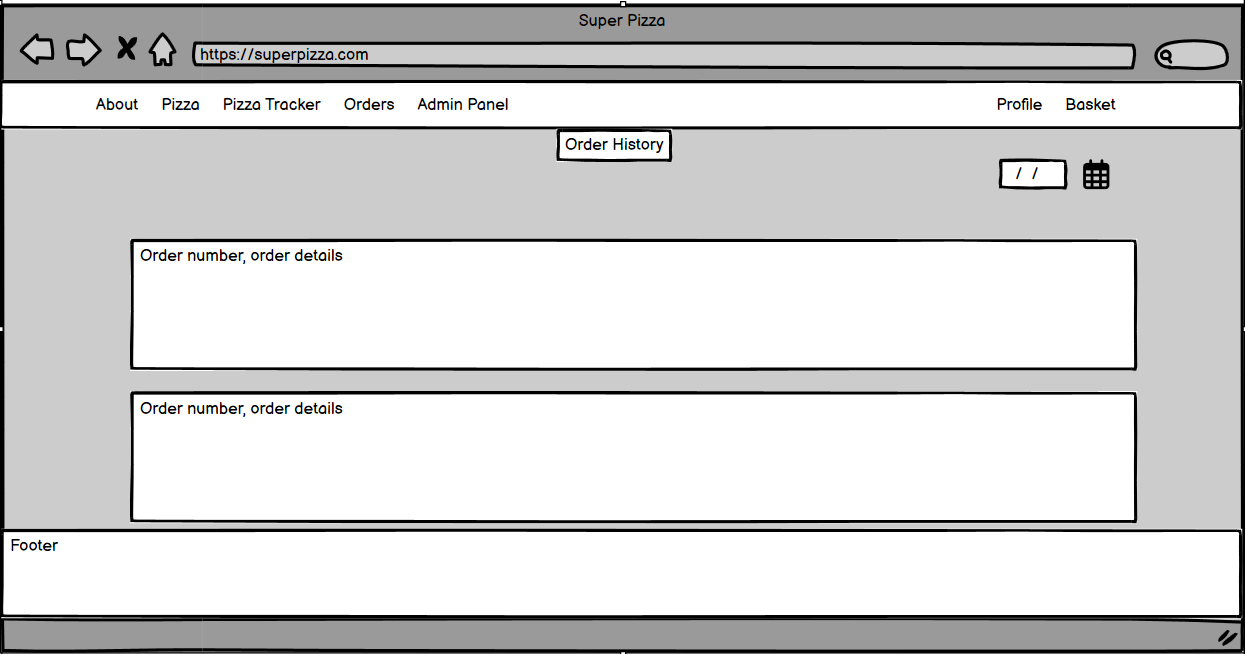 Super Pizza
https://superpizza.com
About Pizza Pizza Tracker Orders Admin Panel Profile Basket
Order History
/ /
Order number, order details
Order number, order details
Footer